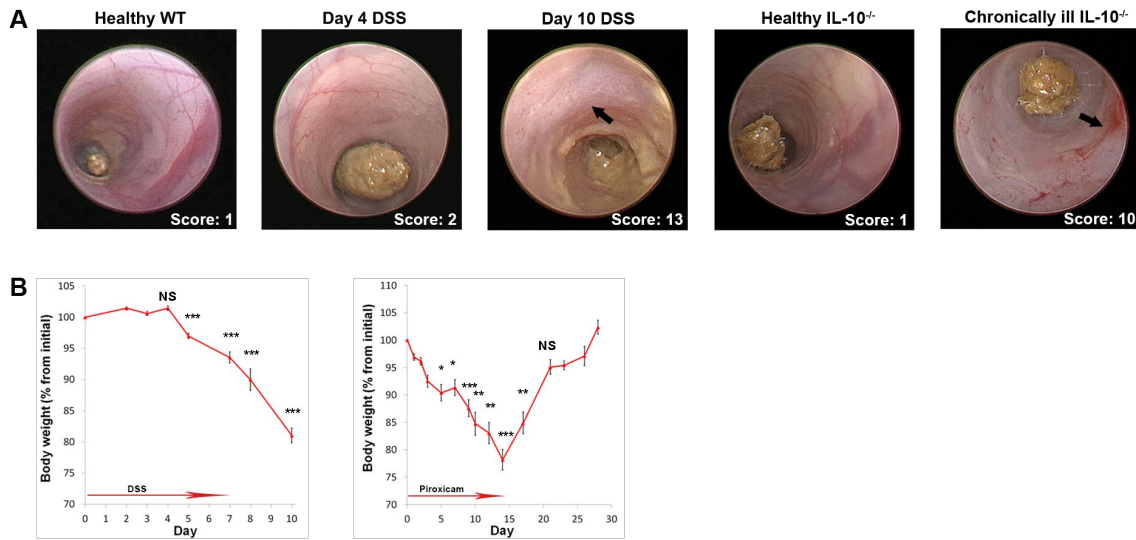 A
Healthy WT
Day 4 DSS
Day 10 DSS
Healthy IL-10-/-
Chronically ill IL-10-/-
Score: 1
Score: 2
Score: 13
Score: 1
Score: 10
B
Body weight (% from initial)
105
100
95
90
85
80
75
70
NS
***
***
***
***
DSS
0 1 2 3 4 5 6 7 8 9 10
Day
Body weight (% from initial)
110
105
100
95
90
85
80
75
70
*
*
***
**
**
***
**
NS
Piroxicam
0 5 10 15 20 25 30
Day